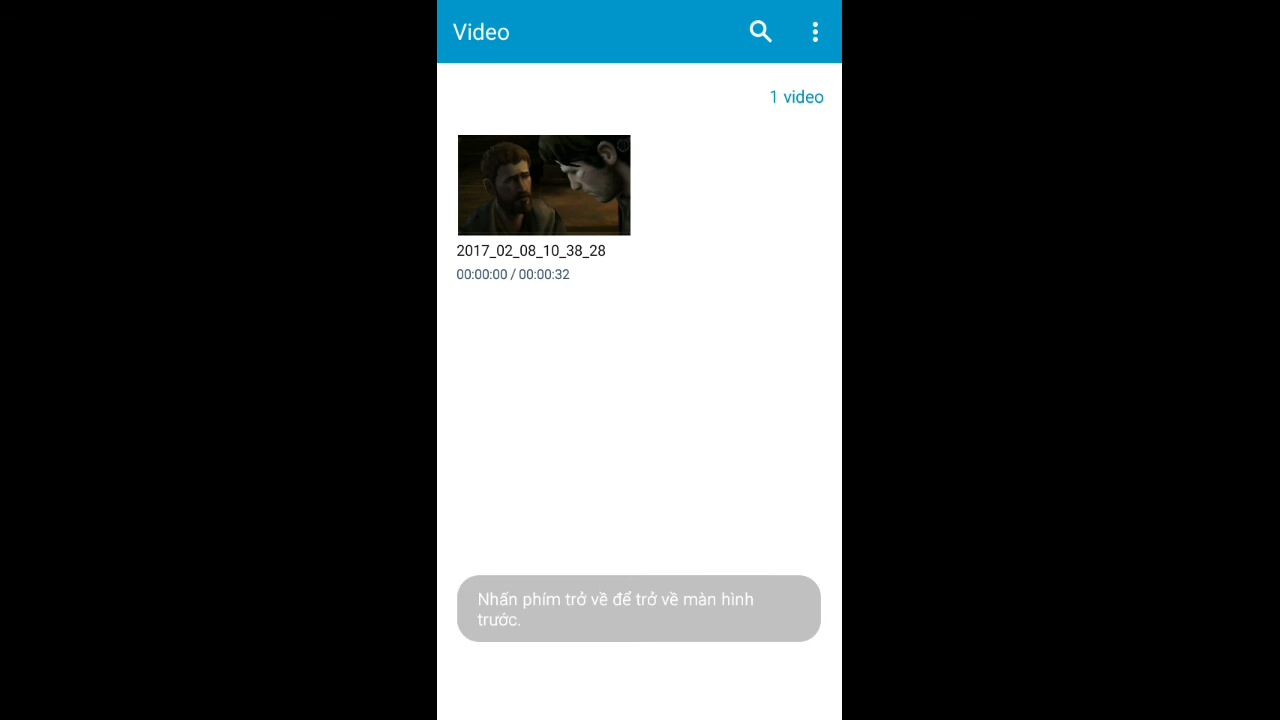 Video
1 video
2017_02_08_10_38_28
00:00:00 / 00:00:32
Nhấn phím trở về để trở về màn hình
trước.